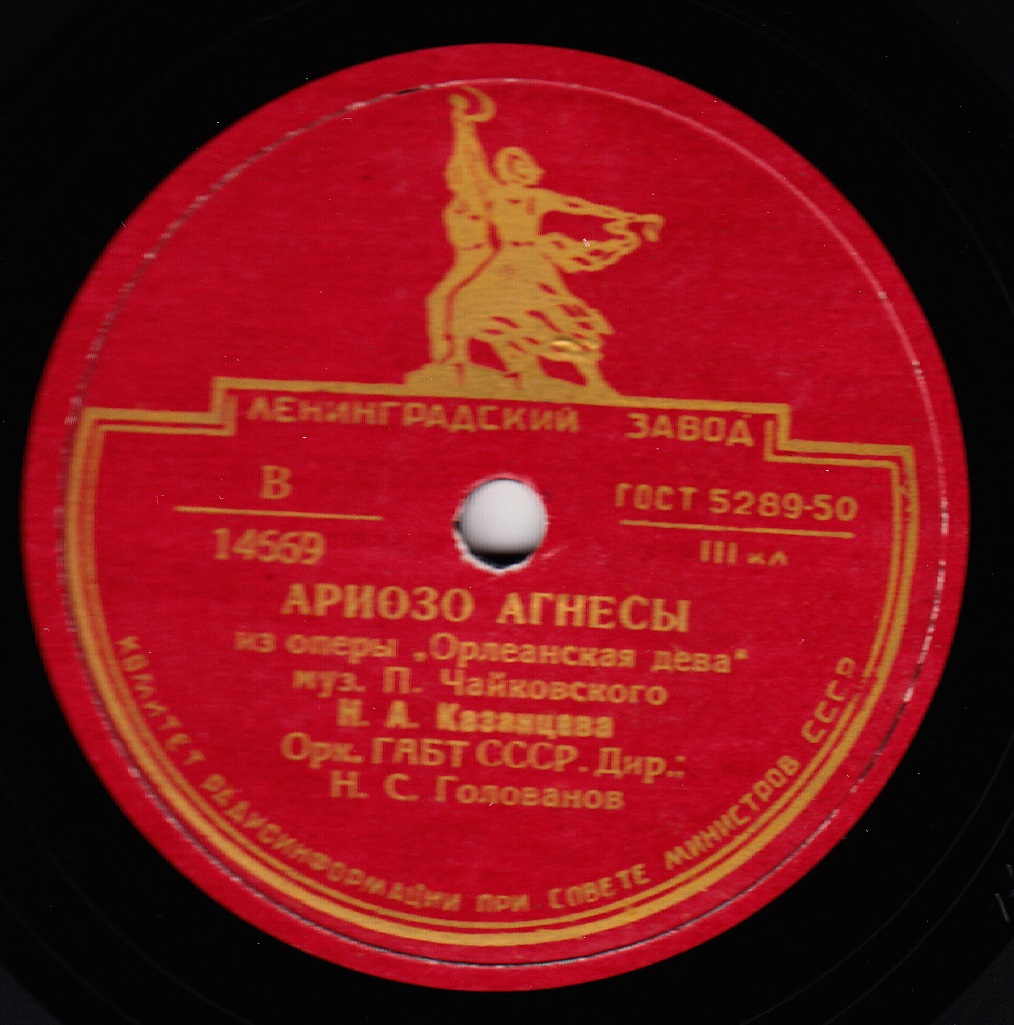 ЛЕНИНГРАДСКИЙ ЗАВОД
В
14669
ГОСТ 5289-50
III кл
АРИОЗО АГНЕСЫ
из оперы „Орлеанская дева“
муз. П. Чайковского
Н. А. Казанцева
Орк. ГАБТ СССР. Дир.:
Н. С. Голованов
КОМИТЕТ РАДИОИНФОРМАЦИИ ПРИ СОВЕТЕ МИНИСТРОВ СССР